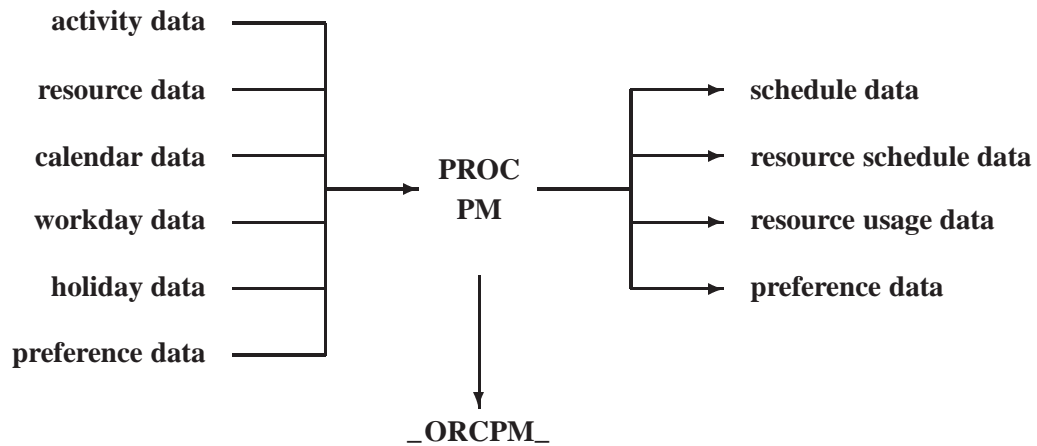 activity data
resource data
calendar data
workday data
holiday data
preference data
PROC
PM
schedule data
resource schedule data
resource usage data
preference data
_ORCPM_